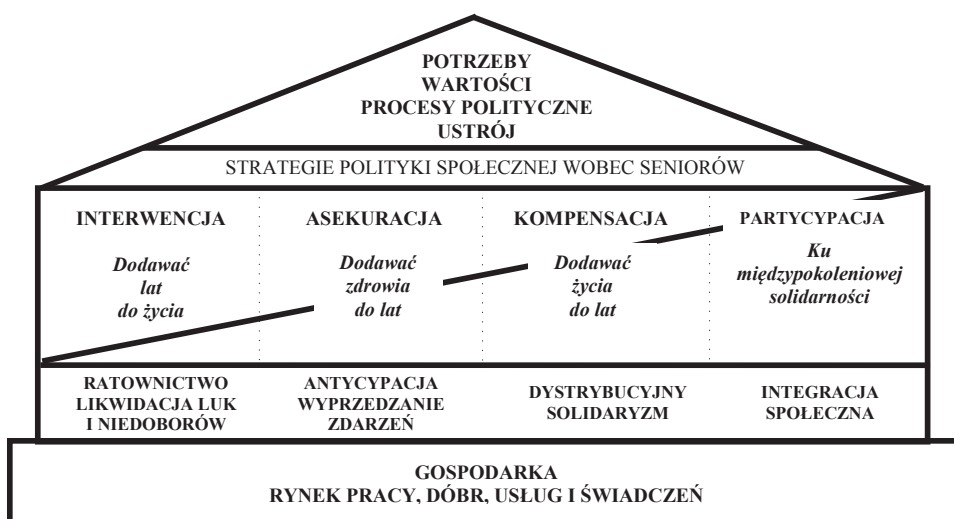 POTRZEBY
WARTOŚCI
PROCESY POLITYCZNE
USTRÓJ
STRATEGIE POLITYKI SPOŁECZNEJ WOBEC SENIORÓW
INTERWENCJA
Dodawać
lat
do życia
ASEKURACJA
Dodawać
zdrowia
do lat
KOMPENSACJA
Dodawać
życia
do lat
PARTYCYPACJA
Ku
międzypokoleniowej
solidarności
RATOWNICTWO
LIKWIDACJA LUK
I NIEDOBORÓW
ANTYCYPACJA
WYPRZEDZANIE
ZDARZEŃ
DYSTRYBUCYJNY
SOLIDARYZM
INTEGRACJA
SPOŁECZNA
GOSPODARKA
RYNEK PRACY, DÓBR, USŁUG I ŚWIADCZEŃ